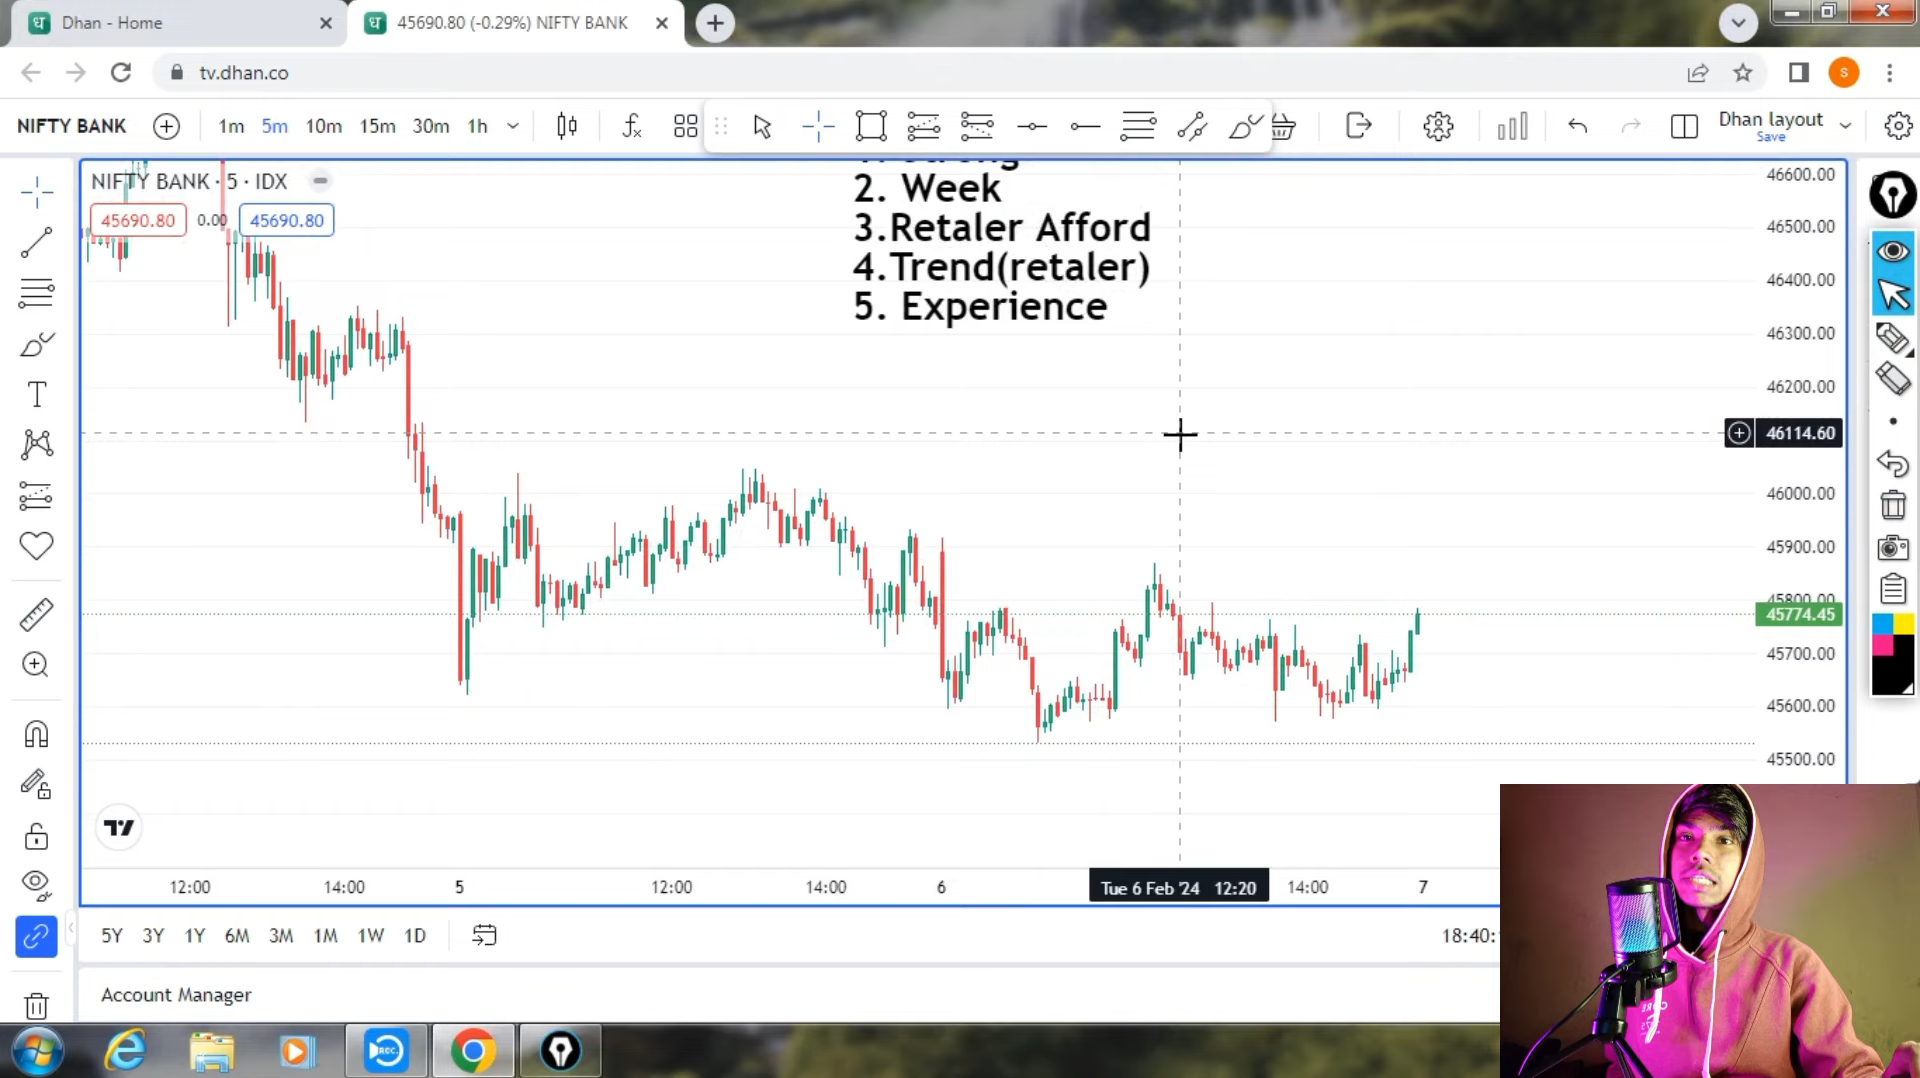 Dhan - Home
45690.80 (-0.29%) NIFTY BANK
tv.dhan.co
S
NIFTY BANK
1m 5m 10m 15m 30m 1h
Dhan layout
Save
NIFTY BANK · 5 · IDX
45690.80 0.00 45690.80
2. Week
3.Retaler Afford
4.Trend(retaler)
5. Experience
46600.00
46500.00
46400.00
46300.00
46200.00
46114.60
46000.00
45900.00
45800.00
45774.45
45700.00
45600.00
45500.00
12:00 14:00 5 12:00 14:00 6 Tue 6 Feb '24 12:20 14:00 7
5Y 3Y 1Y 6M 3M 1M 1W 1D
18:40:
Account Manager
REC